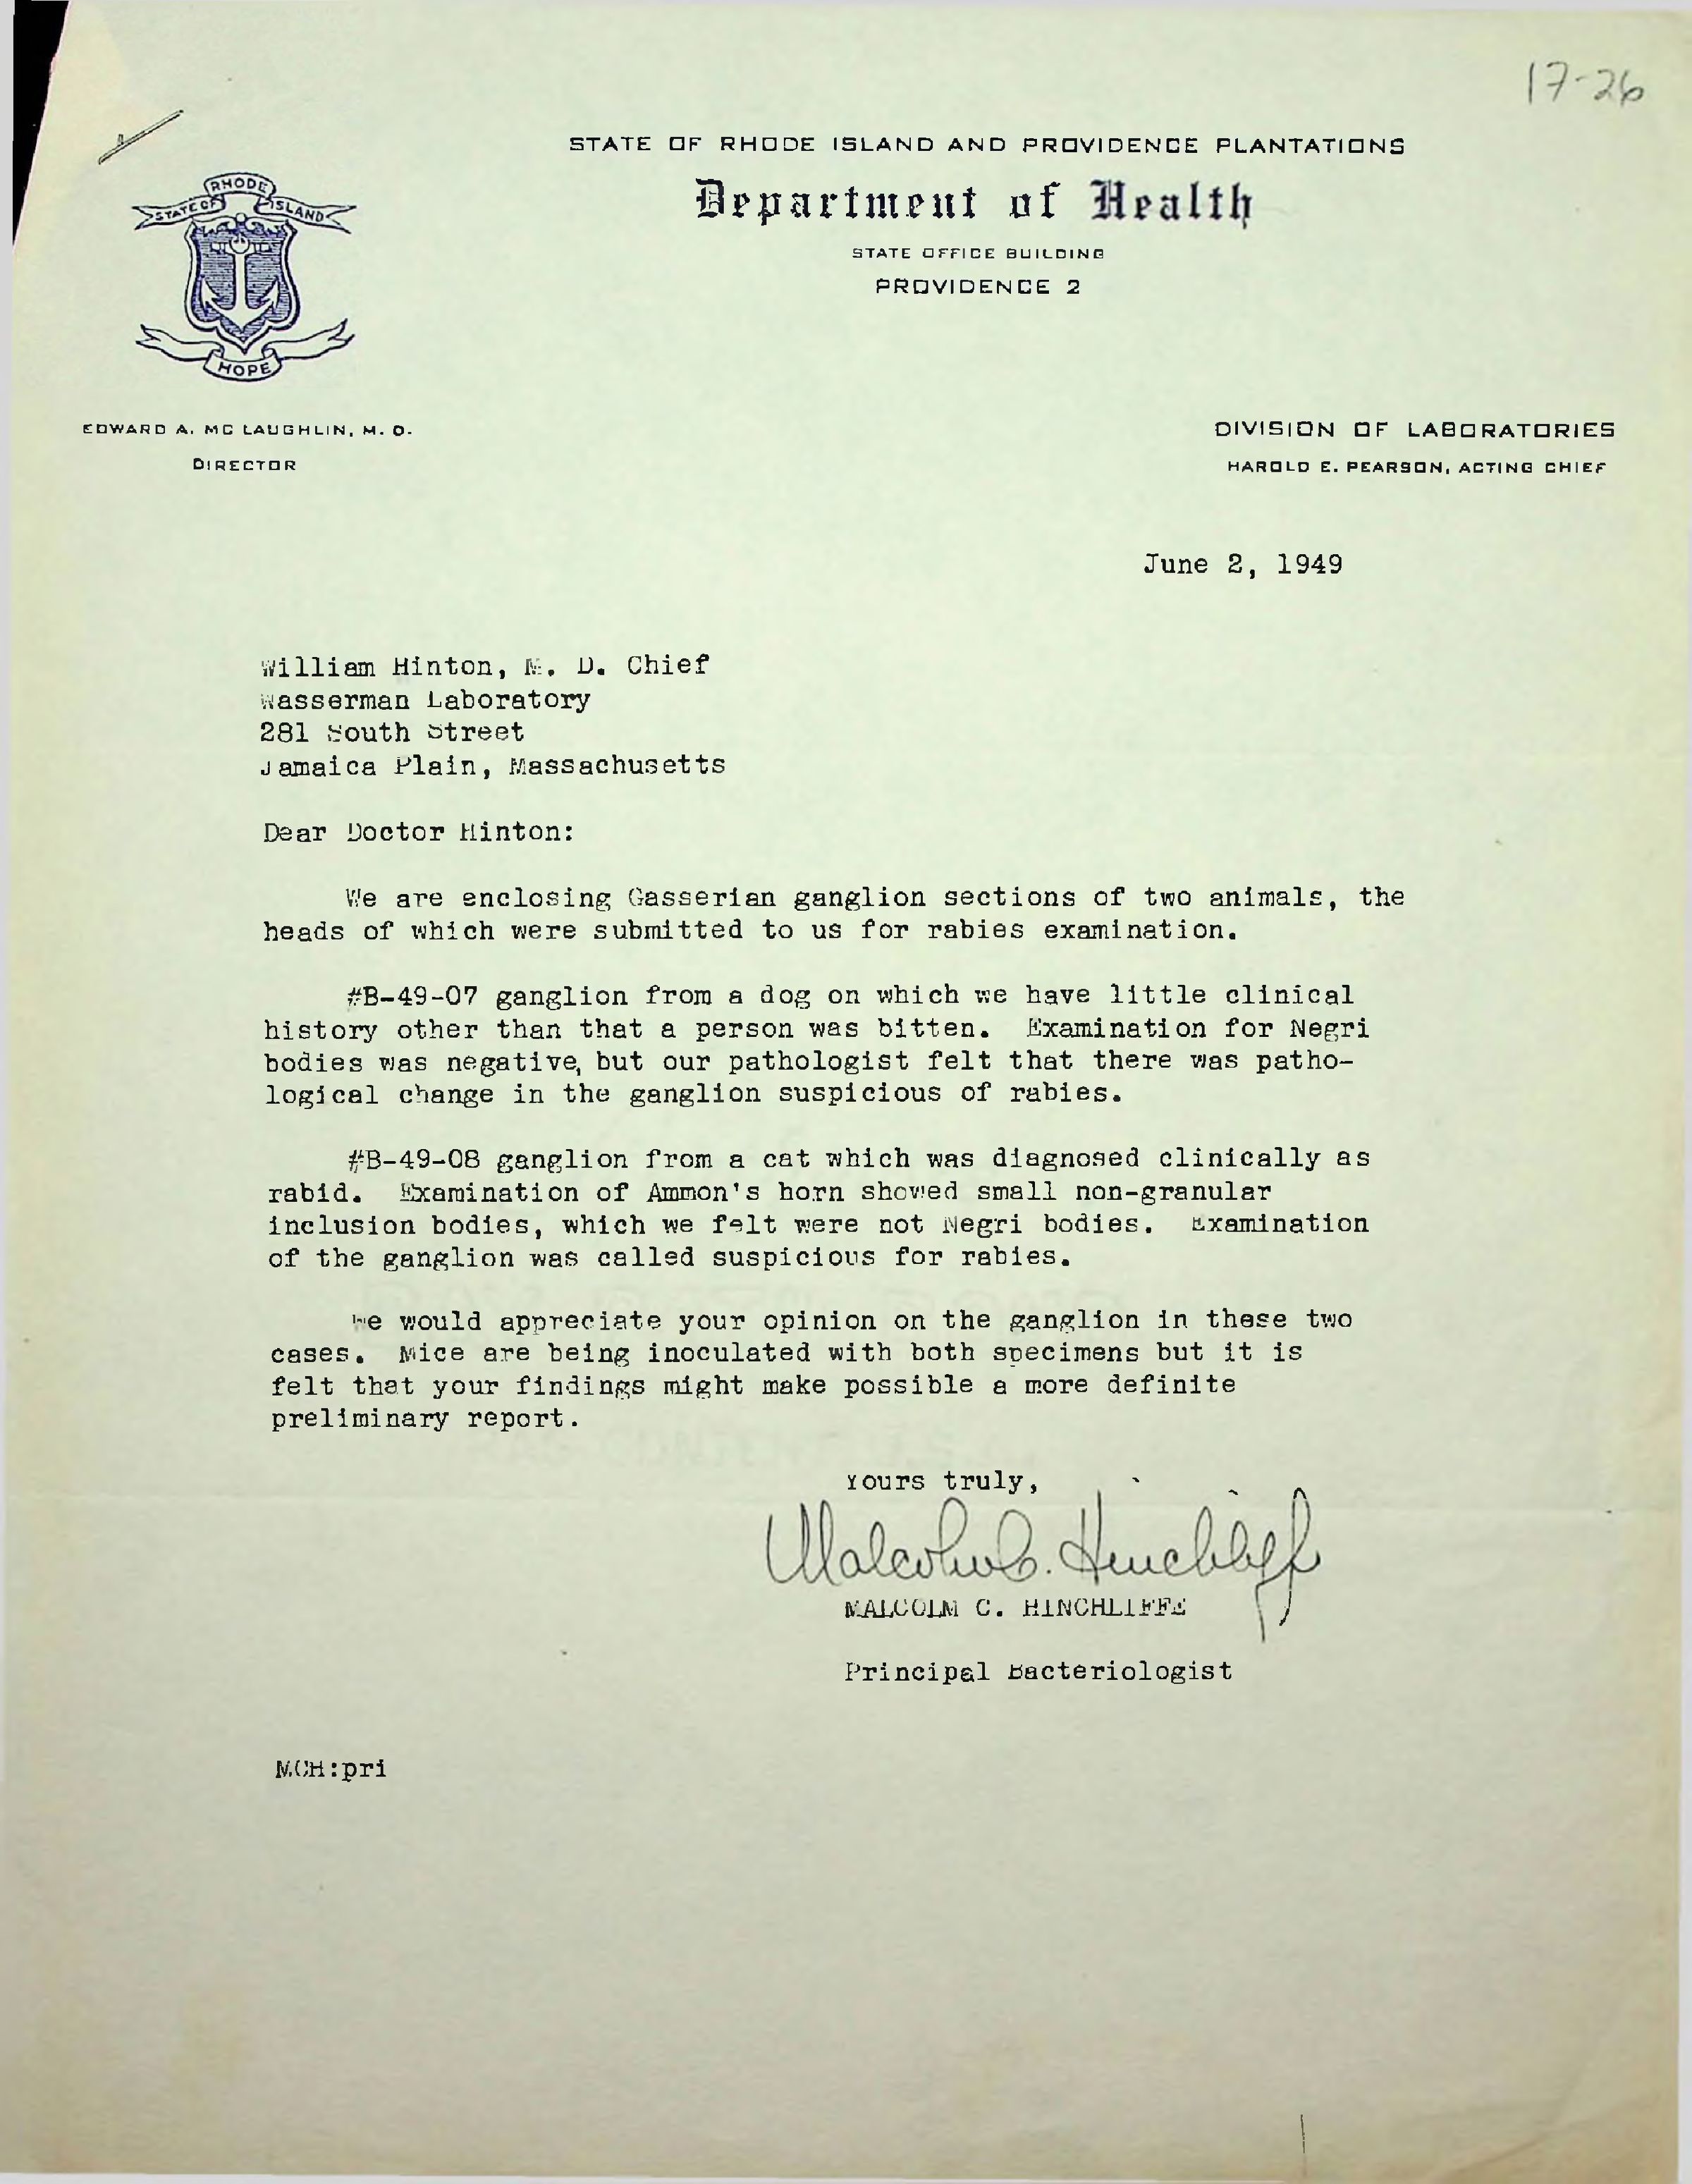 17-26
STATE OF RHODE ISLAND AND PROVIDENCE PLANTATIONS
Department of Health
STATE OFFICE BUILDING
PROVIDENCE 2
STATE OF RHODE ISLAND
HOPE
EDWARD A. MC LAUGHLIN, M. D.
DIRECTOR
DIVISION OF LABORATORIES
HAROLD E. PEARSON, ACTING CHIEF
June 2, 1949
William Hinton, M. D. Chief
Wasserman Laboratory
281 South Street
Jamaica Plain, Massachusetts
Dear Doctor Hinton:
We are enclosing Gasserian ganglion sections of two animals, the
heads of which were submitted to us for rabies examination.
#B-49-07 ganglion from a dog on which we have little clinical
history other than that a person was bitten. Examination for Negri
bodies was negative, but our pathologist felt that there was patho-
logical change in the ganglion suspicious of rabies.
#B-49-08 ganglion from a cat which was diagnosed clinically as
rabid. Examination of Ammon's horn showed small non-granular
inclusion bodies, which we felt were not Negri bodies. Examination
of the ganglion was called suspicious for rabies.
We would appreciate your opinion on the ganglion in these two
cases. Mice are being inoculated with both specimens but it is
felt that your findings might make possible a more definite
preliminary report.
Yours truly,
Malcolm C. Hinchliffe
MALCOLM C. HINCHLIFFE
Principal Bacteriologist
MCH:pri